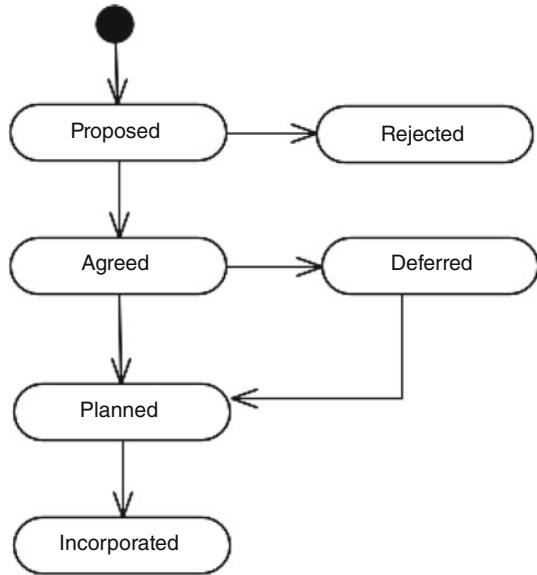 Proposed
Rejected
Agreed
Deferred
Planned
Incorporated